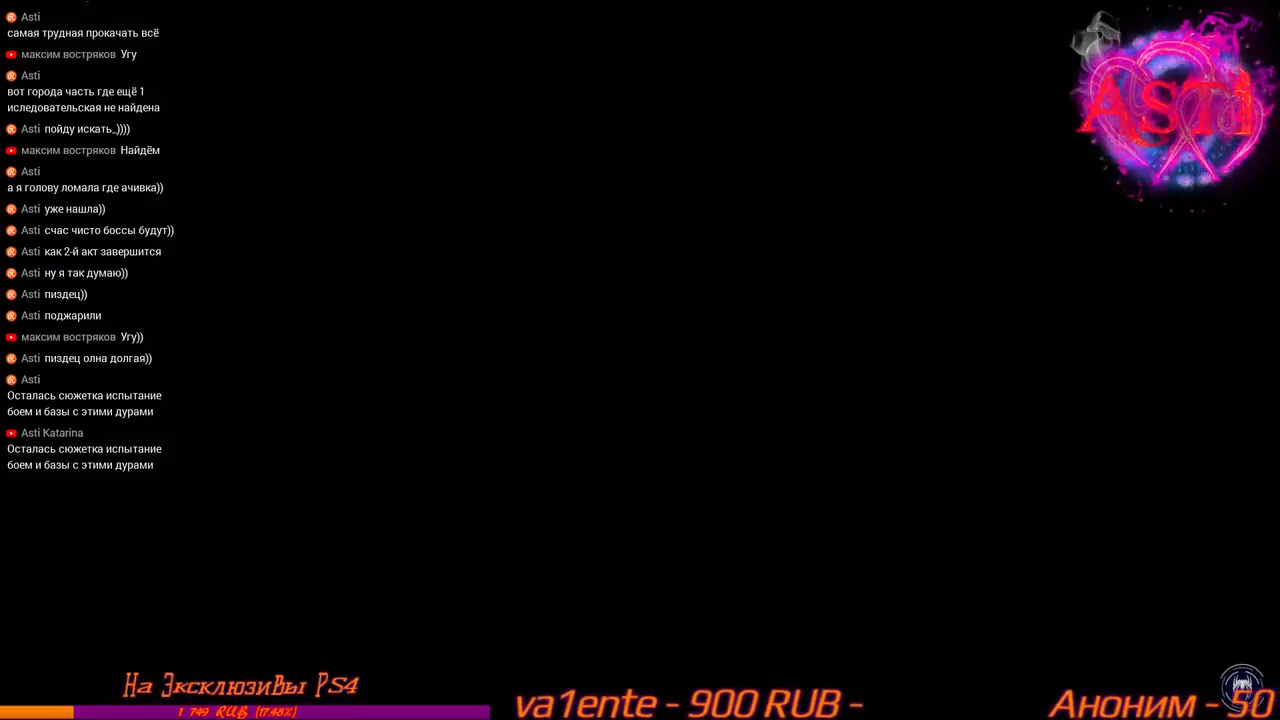 Asti
самая трудная прокачать всё
максим востряков Угу
Asti
вот города часть где ещё 1
иследовательская не найдена
Asti пойду искать_))))
максим востряков Найдём
Asti
а я голову ломала где ачивка))
Asti уже нашла))
Asti счас чисто боссы будут))
Asti как 2-й акт завершится
Asti ну я так думаю))
Asti пиздец))
Asti поджарили
максим востряков Угу))
Asti пиздец олна долгая))
Asti
Осталась сюжетка испытание
боем и базы с этими дурами
Asti Katarina
Осталась сюжетка испытание
боем и базы с этими дурами
ASTI
На Эксклюзивы PS4
1 749 RUB (17.48%)
va1ente - 900 RUB -
Аноним - 50